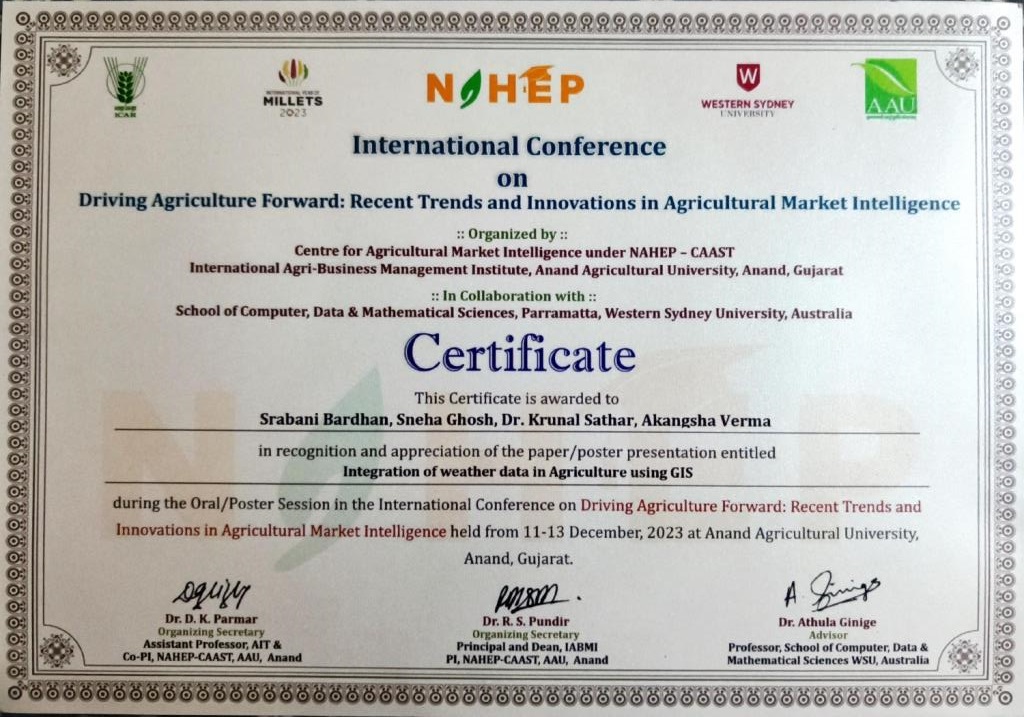 ICAR
INTERNATIONAL YEAR OF
MILLETS
2023
NAHEP
W
WESTERN SYDNEY
UNIVERSITY
AAU
International Conference
on
Driving Agriculture Forward: Recent Trends and Innovations in Agricultural Market Intelligence
:: Organized by ::
Centre for Agricultural Market Intelligence under NAHEP – CAAST
International Agri-Business Management Institute, Anand Agricultural University, Anand, Gujarat
:: In Collaboration with ::
School of Computer, Data & Mathematical Sciences, Parramatta, Western Sydney University, Australia
Certificate
This Certificate is awarded to
Srabani Bardhan, Sneha Ghosh, Dr. Krunal Sathar, Akangsha Verma
in recognition and appreciation of the paper/poster presentation entitled
Integration of weather data in Agriculture using GIS
during the Oral/Poster Session in the International Conference on Driving Agriculture Forward: Recent Trends and
Innovations in Agricultural Market Intelligence held from 11-13 December, 2023 at Anand Agricultural University,
Anand, Gujarat.
Dr. D. K. Parmar
Organizing Secretary
Assistant Professor, AIT &
Co-PI, NAHEP-CAAST, AAU, Anand
Dr. R. S. Pundir
Organizing Secretary
Principal and Dean, IABMI
PI, NAHEP-CAAST, AAU, Anand
A. Ginige
Dr. Athula Ginige
Advisor
Professor, School of Computer, Data &
Mathematical Sciences WSU, Australia